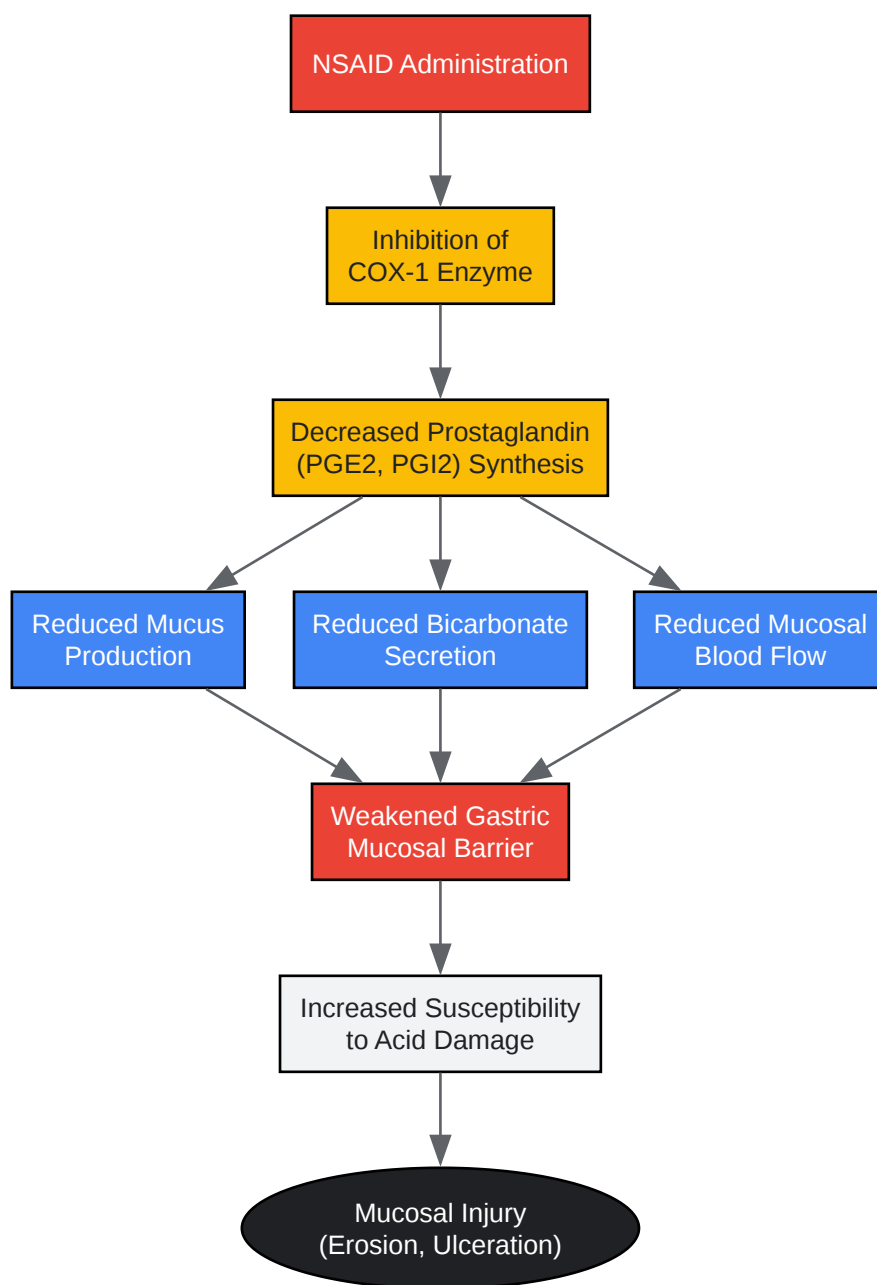 NSAID Administration
Inhibition of
COX-1 Enzyme
Decreased Prostaglandin
(PGE2, PGI2) Synthesis
Reduced Mucus
Production
Reduced Bicarbonate
Secretion
Reduced Mucosal
Blood Flow
Weakened Gastric
Mucosal Barrier
Increased Susceptibility
to Acid Damage
Mucosal Injury
(Erosion, Ulceration)